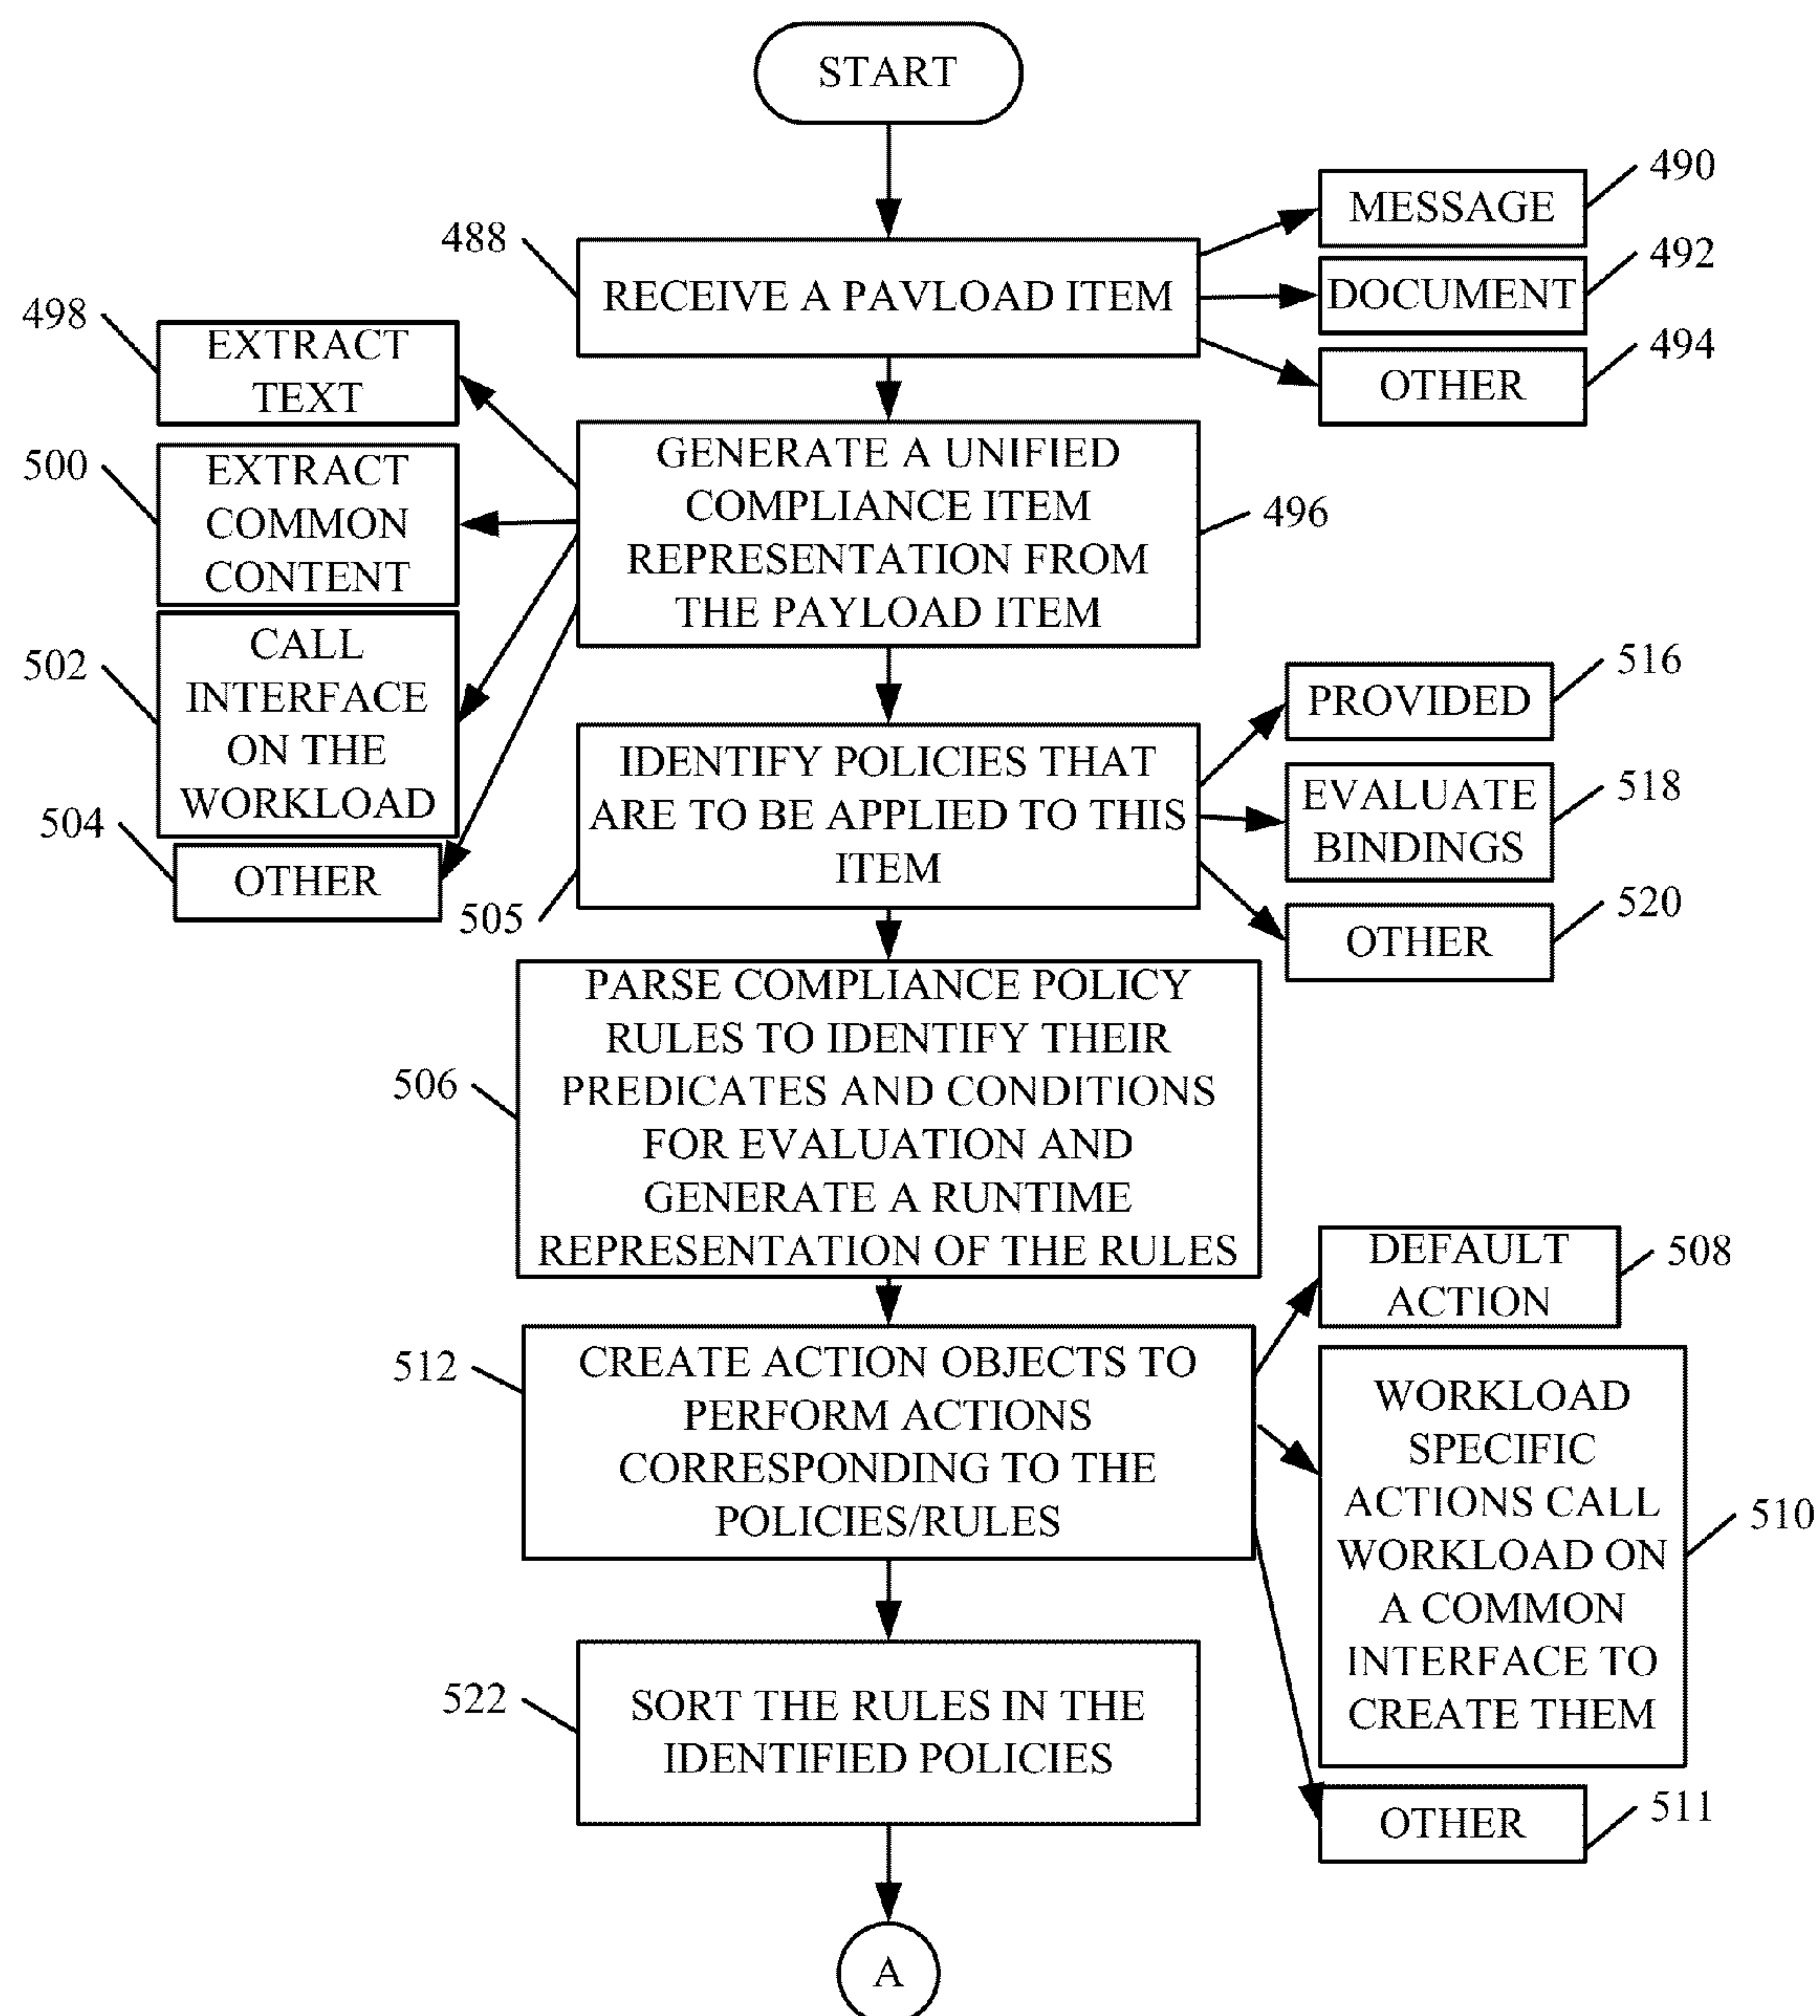 START
488
RECEIVE A PAVLOAD ITEM
MESSAGE
490
DOCUMENT
492
OTHER
494
498
EXTRACT
TEXT
500
EXTRACT
COMMON
CONTENT
502
CALL
INTERFACE
ON THE
WORKLOAD
504
OTHER
GENERATE A UNIFIED
COMPLIANCE ITEM
REPRESENTATION FROM
THE PAYLOAD ITEM
496
505
IDENTIFY POLICIES THAT
ARE TO BE APPLIED TO THIS
ITEM
PROVIDED
516
EVALUATE
BINDINGS
518
OTHER
520
506
PARSE COMPLIANCE POLICY
RULES TO IDENTIFY THEIR
PREDICATES AND CONDITIONS
FOR EVALUATION AND
GENERATE A RUNTIME
REPRESENTATION OF THE RULES
512
CREATE ACTION OBJECTS TO
PERFORM ACTIONS
CORRESPONDING TO THE
POLICIES/RULES
DEFAULT
ACTION
508
WORKLOAD
SPECIFIC
ACTIONS CALL
WORKLOAD ON
A COMMON
INTERFACE TO
CREATE THEM
510
OTHER
511
522
SORT THE RULES IN THE
IDENTIFIED POLICIES
A